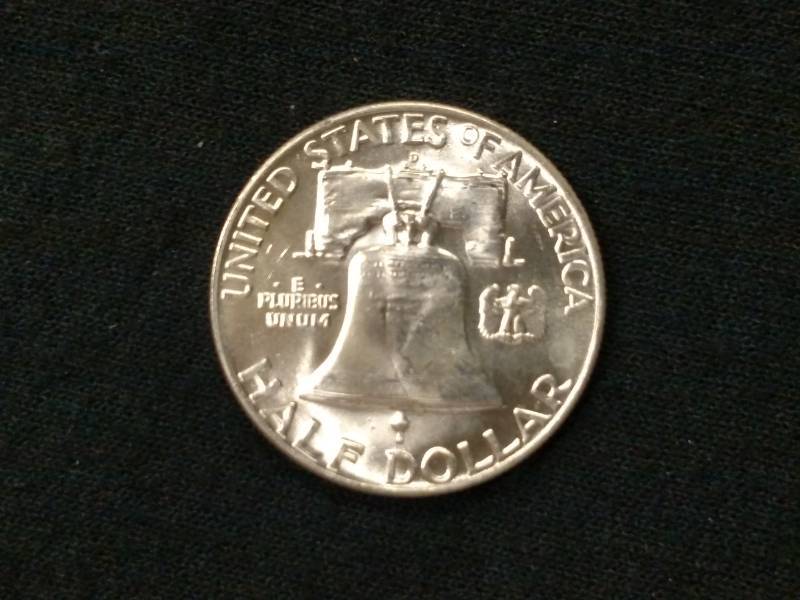 UNITED STATES OF AMERICA
D
· E ·
PLURIBUS
UNUM
HALF DOLLAR